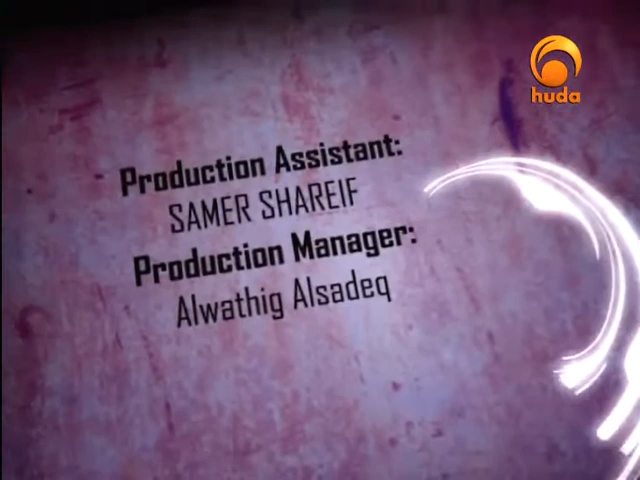 huda
Production Assistant:
SAMER SHAREIF
Production Manager:
Alwathig Alsadeq